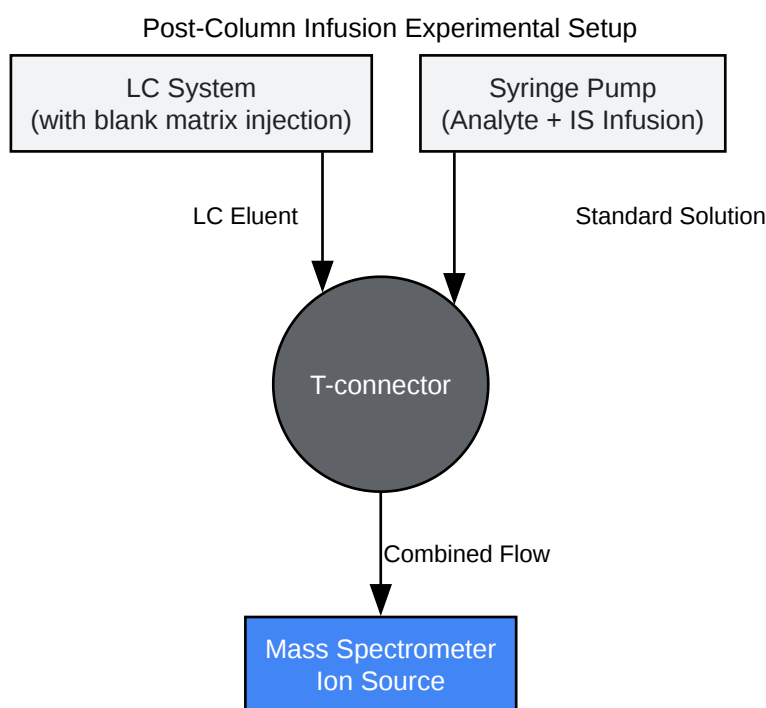 Post-Column Infusion Experimental Setup
LC System
(with blank matrix injection)
Syringe Pump
(Analyte + IS Infusion)
LC Eluent
Standard Solution
T-connector
Combined Flow
Mass Spectrometer
Ion Source